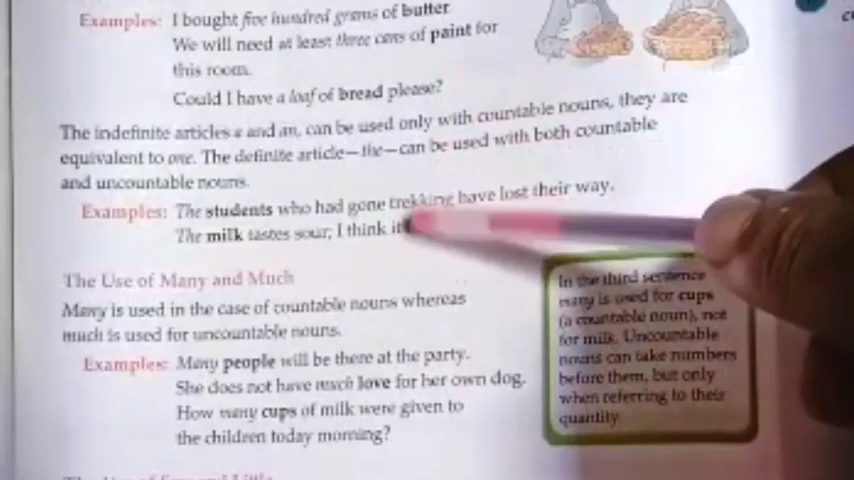 Examples: I bought five hundred grams of butter
We will need at least three cans of paint for
this room.
Could I have a loaf of bread please?
The indefinite articles a and an, can be used only with countable nouns, they are
equivalent to one. The definite article—the—can be used with both countable
and uncountable nouns.
Examples: The students who had gone trekking have lost their way.
The milk tastes sour; I think it
The Use of Many and Much
Many is used in the case of countable nouns whereas
much is used for uncountable nouns.
Examples: Many people will be there at the party.
She does not have much love for her own dog.
How many cups of milk were given to
the children today morning?
In the third sentence
many is used for cups
(a countable noun), not
for milk. Uncountable
nouns can take numbers
before them, but only
when referring to their
quantity.